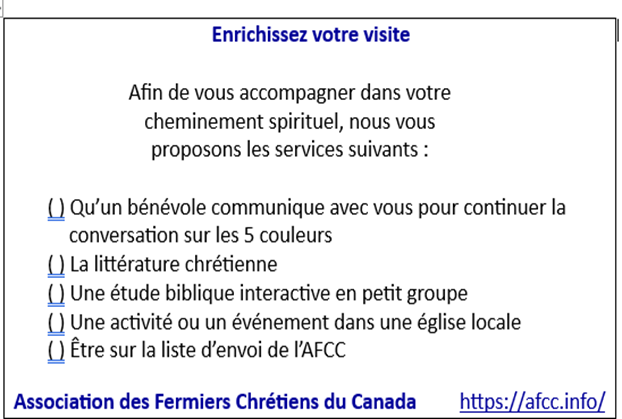 Enrichissez votre visite
Afin de vous accompagner dans votre
cheminement spirituel, nous vous
proposons les services suivants :
( ) Qu’un bénévole communique avec vous pour continuer la
conversation sur les 5 couleurs
( ) La littérature chrétienne
( ) Une étude biblique interactive en petit groupe
( ) Une activité ou un événement dans une église locale
( ) Être sur la liste d’envoi de l’AFCC
Association des Fermiers Chrétiens du Canada https://afcc.info/